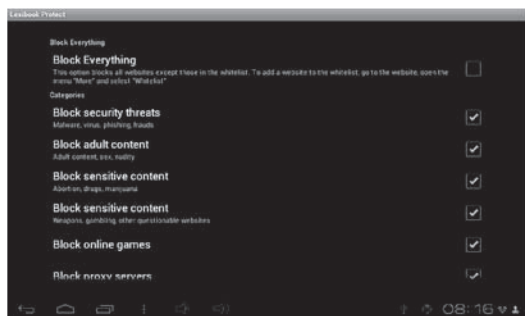 Lexibook Protect
Block Everything
Block Everything
This option blocks all websites except those in the whitelist. To add a website to the whitelist, go to the website, open the
menu "More" and select "Whitelist"
Categories
Block security threats
Malware, virus, phishing, frauds
Block adult content
Adult content, sex, nudity
Block sensitive content
Abortion, drugs, marijuana
Block sensitive content
Weapons, gambling, other questionable websites
Block online games
Block proxy servers
08:16